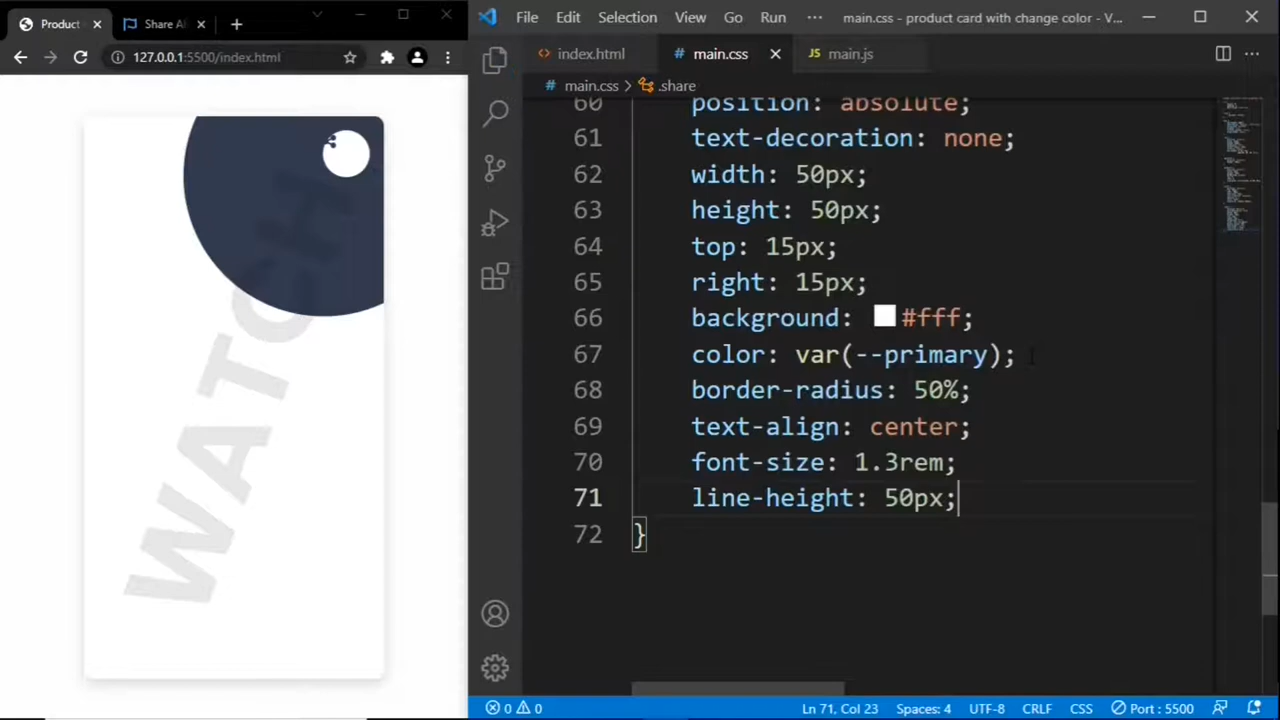 Product
Share Al
127.0.0.1:5500/index.html
WATCH
File Edit Selection View Go Run ··· main.css - product card with change color - V...
index.html
# main.css
JS main.js
# main.css > .share
60 position: absolute;
61 text-decoration: none;
62 width: 50px;
63 height: 50px;
64 top: 15px;
65 right: 15px;
66 background: #fff;
67 color: var(--primary);
68 border-radius: 50%;
69 text-align: center;
70 font-size: 1.3rem;
71 line-height: 50px;
72 }
0 0 Ln 71, Col 23 Spaces: 4 UTF-8 CRLF CSS Port : 5500